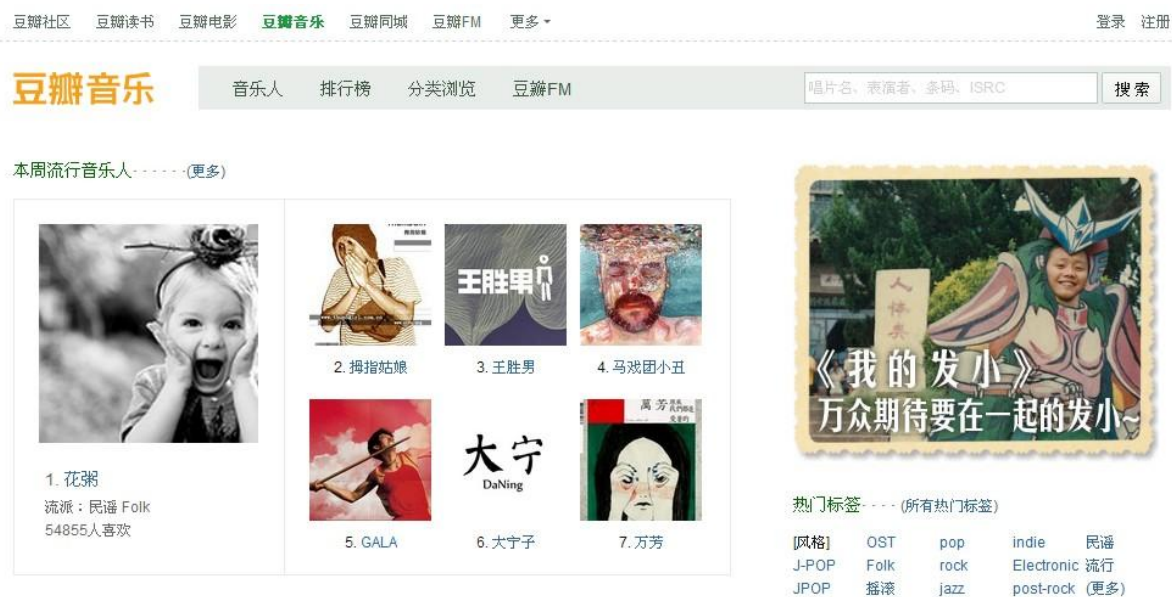 豆瓣社区 豆瓣读书 豆瓣电影 豆瓣音乐 豆瓣同城 豆瓣FM 更多 登录 注册
豆瓣音乐 音乐人 排行榜 分类浏览 豆瓣FM 唱片名、表演者、条码、ISRC 搜索
本周流行音乐人 · · · · · · (更多)
王胜男
2. 拇指姑娘 3. 王胜男 4. 马戏团小丑
人体夹
《我的发小》
万众期待要在一起的发小~
萬芳
大宁
DaNing
1. 花粥
流派：民谣 Folk
54855人喜欢
5. GALA 6. 大宁子 7. 万芳
热门标签 · · · · (所有热门标签)
[风格] OST pop indie 民谣
J-POP Folk rock Electronic 流行
JPOP 摇滚 jazz post-rock (更多)